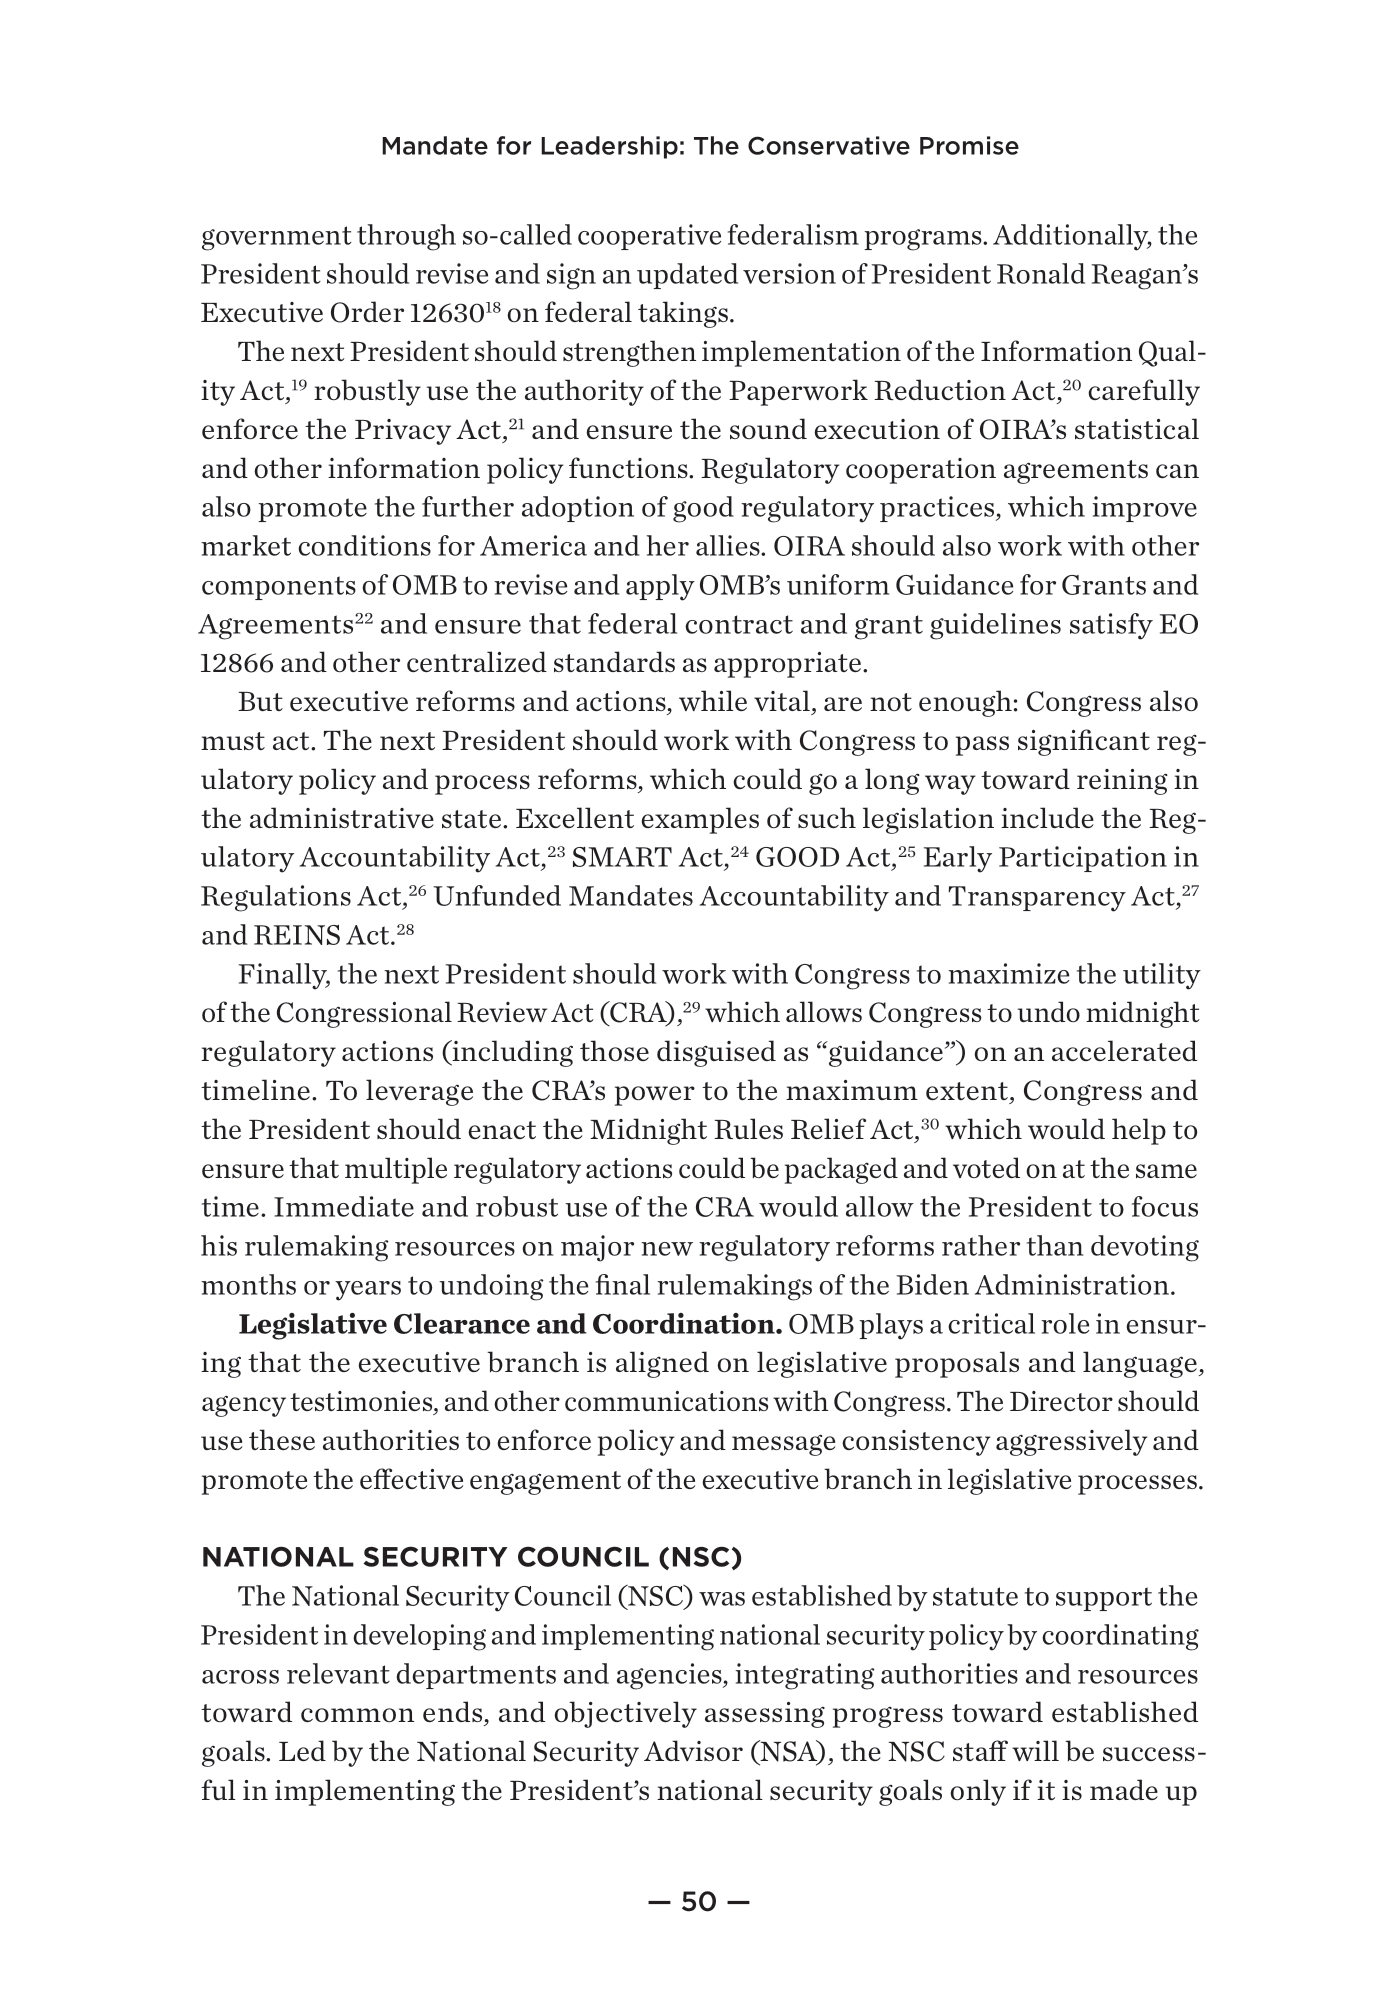 Mandate for Leadership: The Conservative Promise
government through so-called cooperative federalism programs. Additionally, the
President should revise and sign an updated version of President Ronald Reagan’s
Executive Order 12630¹⁸ on federal takings.
The next President should strengthen implementation of the Information Qual-
ity Act,¹⁹ robustly use the authority of the Paperwork Reduction Act,²⁰ carefully
enforce the Privacy Act,²¹ and ensure the sound execution of OIRA’s statistical
and other information policy functions. Regulatory cooperation agreements can
also promote the further adoption of good regulatory practices, which improve
market conditions for America and her allies. OIRA should also work with other
components of OMB to revise and apply OMB’s uniform Guidance for Grants and
Agreements²² and ensure that federal contract and grant guidelines satisfy EO
12866 and other centralized standards as appropriate.
But executive reforms and actions, while vital, are not enough: Congress also
must act. The next President should work with Congress to pass significant reg-
ulatory policy and process reforms, which could go a long way toward reining in
the administrative state. Excellent examples of such legislation include the Reg-
ulatory Accountability Act,²³ SMART Act,²⁴ GOOD Act,²⁵ Early Participation in
Regulations Act,²⁶ Unfunded Mandates Accountability and Transparency Act,²⁷
and REINS Act.²⁸
Finally, the next President should work with Congress to maximize the utility
of the Congressional Review Act (CRA),²⁹ which allows Congress to undo midnight
regulatory actions (including those disguised as “guidance”) on an accelerated
timeline. To leverage the CRA’s power to the maximum extent, Congress and
the President should enact the Midnight Rules Relief Act,³⁰ which would help to
ensure that multiple regulatory actions could be packaged and voted on at the same
time. Immediate and robust use of the CRA would allow the President to focus
his rulemaking resources on major new regulatory reforms rather than devoting
months or years to undoing the final rulemakings of the Biden Administration.
Legislative Clearance and Coordination. OMB plays a critical role in ensur-
ing that the executive branch is aligned on legislative proposals and language,
agency testimonies, and other communications with Congress. The Director should
use these authorities to enforce policy and message consistency aggressively and
promote the effective engagement of the executive branch in legislative processes.
NATIONAL SECURITY COUNCIL (NSC)
The National Security Council (NSC) was established by statute to support the
President in developing and implementing national security policy by coordinating
across relevant departments and agencies, integrating authorities and resources
toward common ends, and objectively assessing progress toward established
goals. Led by the National Security Advisor (NSA), the NSC staff will be success-
ful in implementing the President’s national security goals only if it is made up
— 50 —